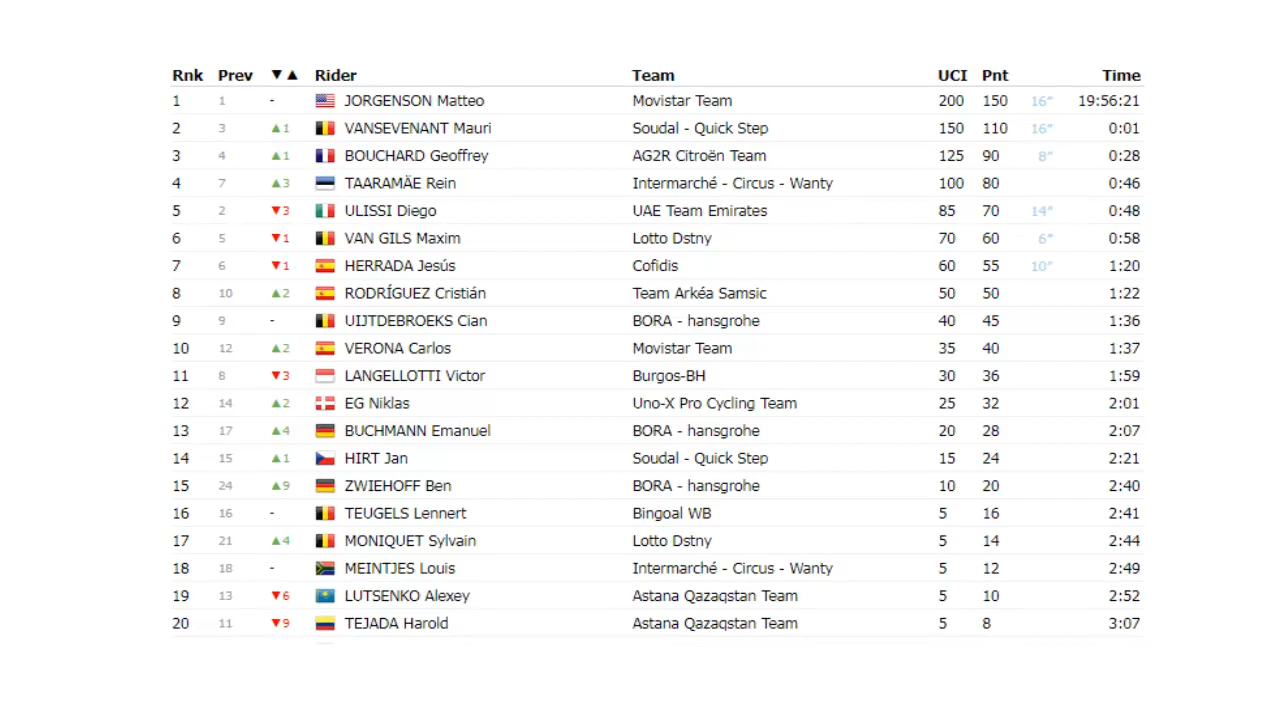 Rnk Prev ▼▲ Rider Team UCI Pnt Time
1 1 - JORGENSON Matteo Movistar Team 200 150 16″ 19:56:21
2 3 ▲1 VANSEVENANT Mauri Soudal - Quick Step 150 110 16″ 0:01
3 4 ▲1 BOUCHARD Geoffrey AG2R Citroën Team 125 90 8″ 0:28
4 7 ▲3 TAARAMÄE Rein Intermarché - Circus - Wanty 100 80 0:46
5 2 ▼3 ULISSI Diego UAE Team Emirates 85 70 14″ 0:48
6 5 ▼1 VAN GILS Maxim Lotto Dstny 70 60 6″ 0:58
7 6 ▼1 HERRADA Jesús Cofidis 60 55 10″ 1:20
8 10 ▲2 RODRÍGUEZ Cristián Team Arkéa Samsic 50 50 1:22
9 9 - UIJTDEBROEKS Cian BORA - hansgrohe 40 45 1:36
10 12 ▲2 VERONA Carlos Movistar Team 35 40 1:37
11 8 ▼3 LANGELLOTTI Victor Burgos-BH 30 36 1:59
12 14 ▲2 EG Niklas Uno-X Pro Cycling Team 25 32 2:01
13 17 ▲4 BUCHMANN Emanuel BORA - hansgrohe 20 28 2:07
14 15 ▲1 HIRT Jan Soudal - Quick Step 15 24 2:21
15 24 ▲9 ZWIEHOFF Ben BORA - hansgrohe 10 20 2:40
16 16 - TEUGELS Lennert Bingoal WB 5 16 2:41
17 21 ▲4 MONIQUET Sylvain Lotto Dstny 5 14 2:44
18 18 - MEINTJES Louis Intermarché - Circus - Wanty 5 12 2:49
19 13 ▼6 LUTSENKO Alexey Astana Qazaqstan Team 5 10 2:52
20 11 ▼9 TEJADA Harold Astana Qazaqstan Team 5 8 3:07